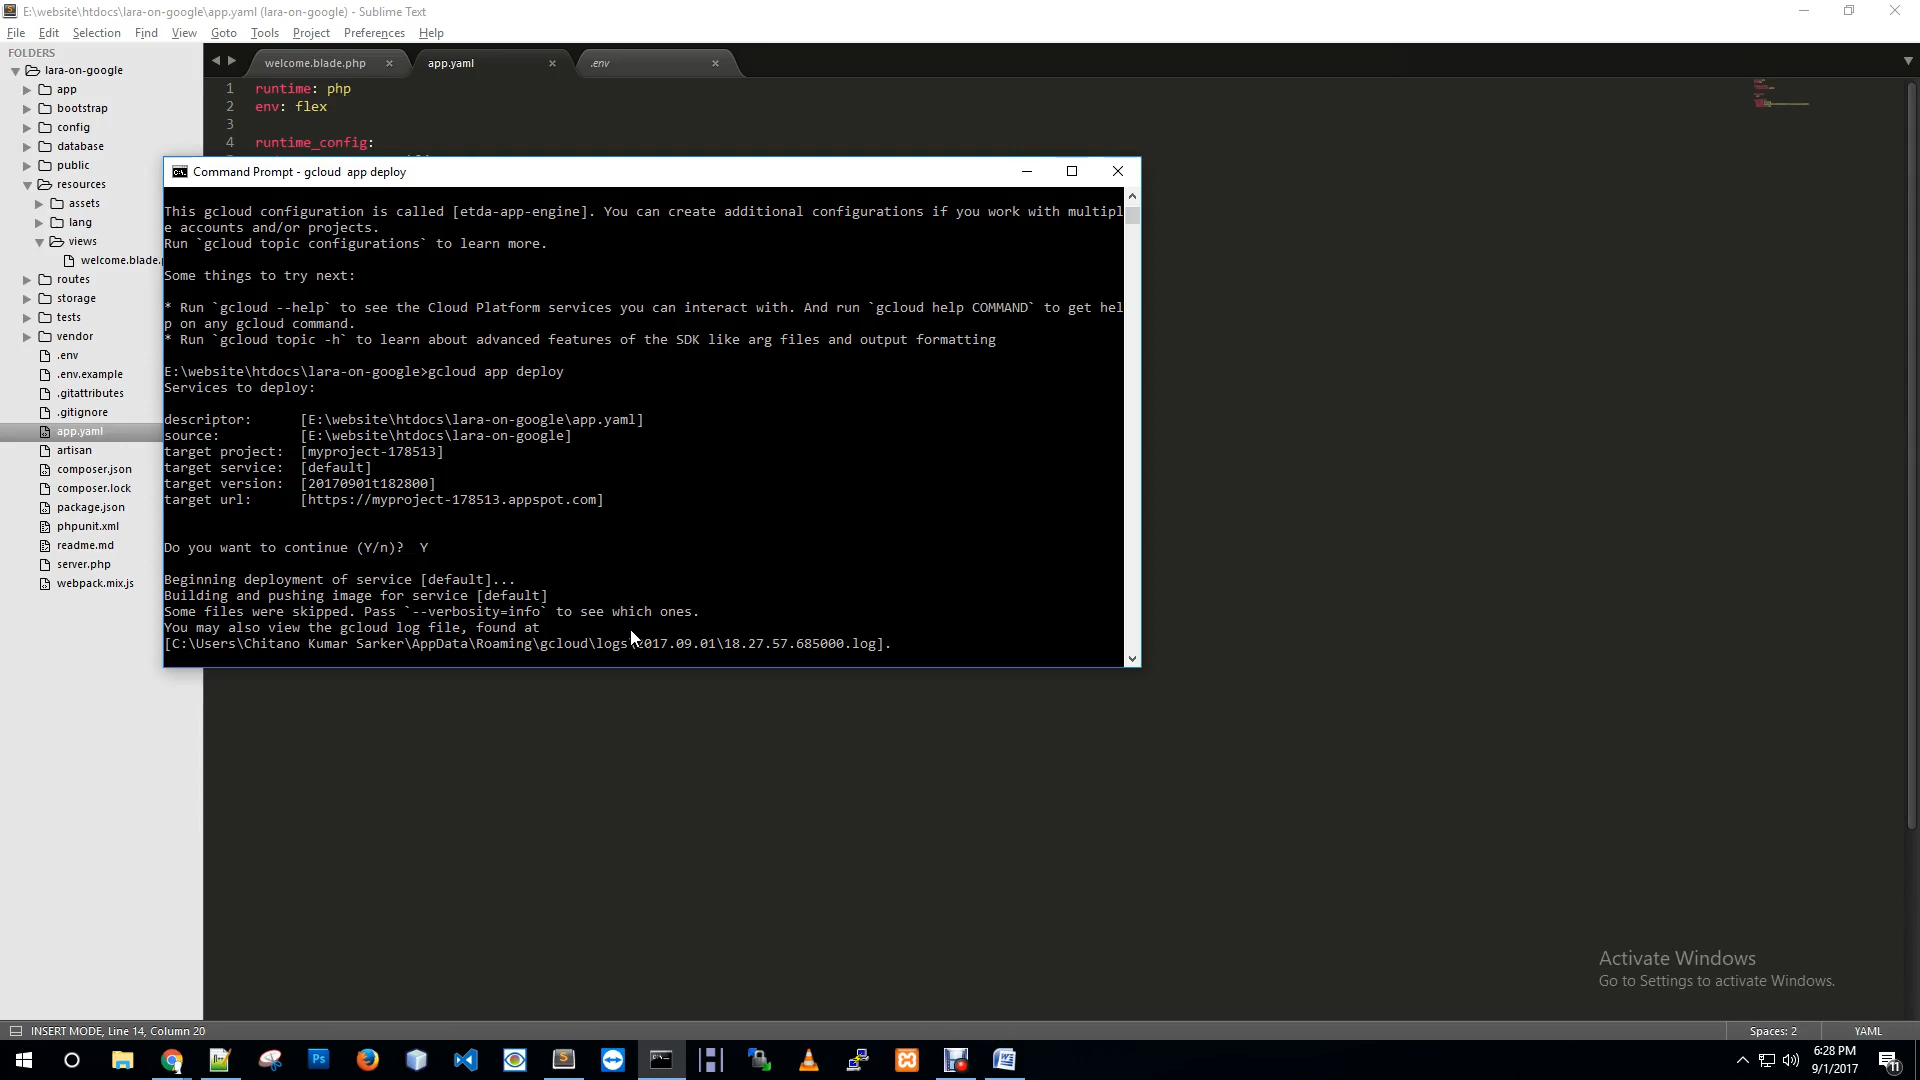 E:\website\htdocs\lara-on-google\app.yaml (lara-on-google) - Sublime Text
File Edit Selection Find View Goto Tools Project Preferences Help
FOLDERS
lara-on-google
app
bootstrap
config
database
public
resources
assets
lang
views
welcome.blade.
routes
storage
tests
vendor
.env
.env.example
.gitattributes
.gitignore
app.yaml
artisan
composer.json
composer.lock
package.json
phpunit.xml
readme.md
server.php
webpack.mix.js
welcome.blade.php app.yaml .env
1 runtime: php
2 env: flex
3
4 runtime_config:
Command Prompt - gcloud app deploy
This gcloud configuration is called [etda-app-engine]. You can create additional configurations if you work with multipl
e accounts and/or projects.
Run `gcloud topic configurations` to learn more.
Some things to try next:
* Run `gcloud --help` to see the Cloud Platform services you can interact with. And run `gcloud help COMMAND` to get hel
p on any gcloud command.
* Run `gcloud topic -h` to learn about advanced features of the SDK like arg files and output formatting
E:\website\htdocs\lara-on-google>gcloud app deploy
Services to deploy:
descriptor: [E:\website\htdocs\lara-on-google\app.yaml]
source: [E:\website\htdocs\lara-on-google]
target project: [myproject-178513]
target service: [default]
target version: [20170901t182800]
target url: [https://myproject-178513.appspot.com]
Do you want to continue (Y/n)? Y
Beginning deployment of service [default]...
Building and pushing image for service [default]
Some files were skipped. Pass `--verbosity=info` to see which ones.
You may also view the gcloud log file, found at
[C:\Users\Chitano Kumar Sarker\AppData\Roaming\gcloud\logs\2017.09.01\18.27.57.685000.log].
Activate Windows
Go to Settings to activate Windows.
INSERT MODE, Line 14, Column 20
Spaces: 2 YAML
6:28 PM
9/1/2017
11